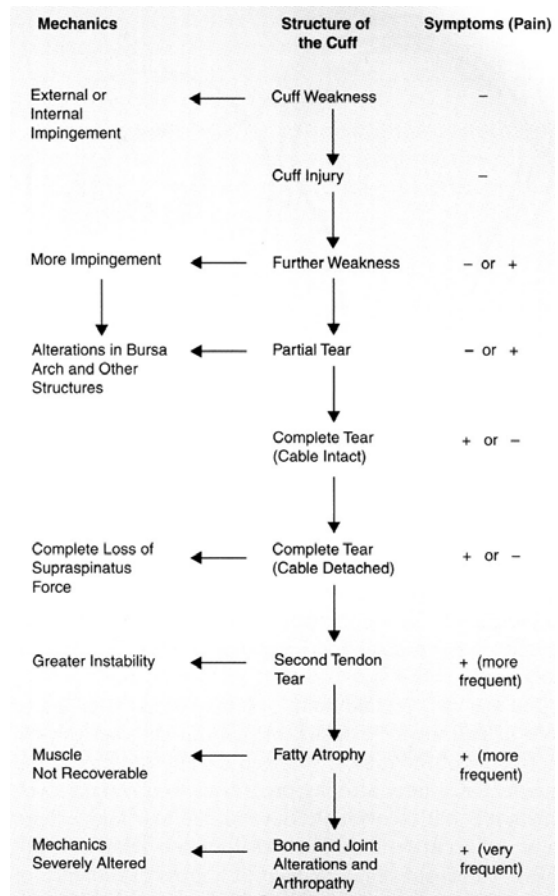 Mechanics
Structure of
the Cuff
Symptoms (Pain)
External or
Internal
Impingement
Cuff Weakness
–
Cuff Injury
–
More Impingement
Further Weakness
– or +
Alterations in Bursa
Arch and Other
Structures
Partial Tear
– or +
Complete Tear
(Cable Intact)
+ or –
Complete Loss of
Supraspinatus
Force
Complete Tear
(Cable Detached)
+ or –
Greater Instability
Second Tendon
Tear
+ (more
frequent)
Muscle
Not Recoverable
Fatty Atrophy
+ (more
frequent)
Mechanics
Severely Altered
Bone and Joint
Alterations and
Arthropathy
+ (very
frequent)